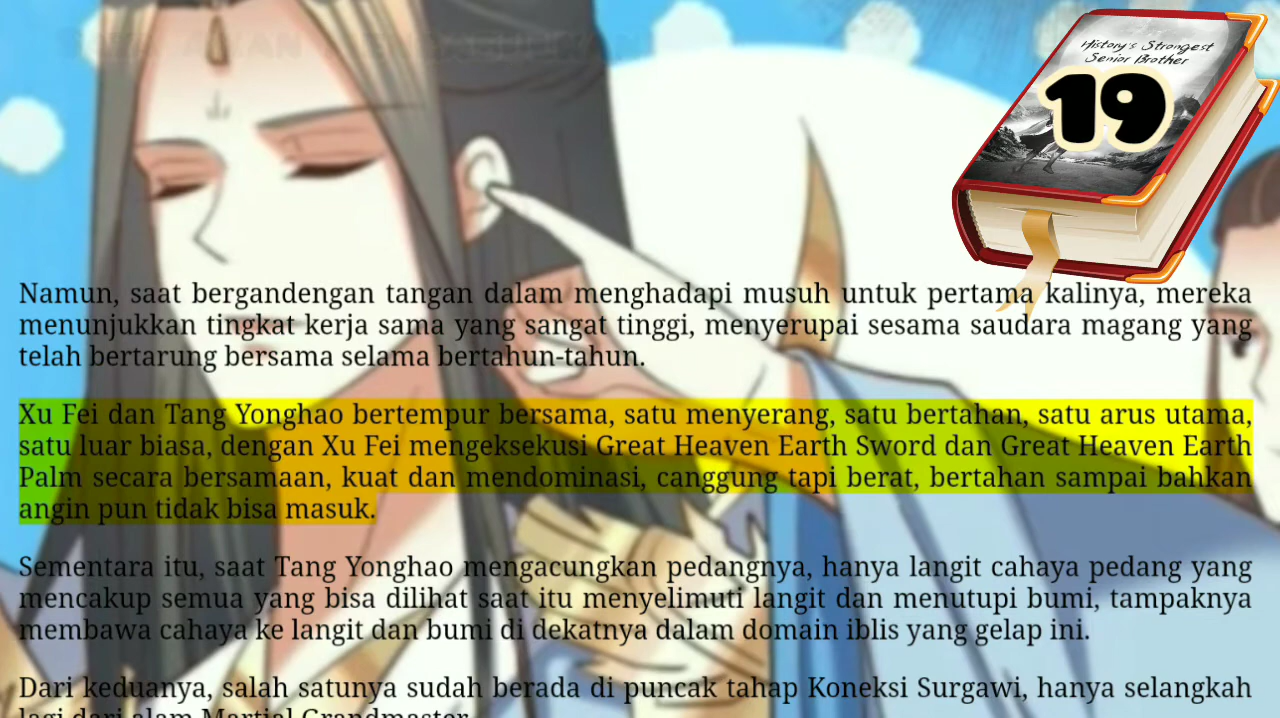 History's Strongest
Senior Brother
19
Namun, saat bergandengan tangan dalam menghadapi musuh untuk pertama kalinya, mereka
menunjukkan tingkat kerja sama yang sangat tinggi, menyerupai sesama saudara magang yang
telah bertarung bersama selama bertahun-tahun.
Xu Fei dan Tang Yonghao bertempur bersama, satu menyerang, satu bertahan, satu arus utama,
satu luar biasa, dengan Xu Fei mengeksekusi Great Heaven Earth Sword dan Great Heaven Earth
Palm secara bersamaan, kuat dan mendominasi, canggung tapi berat, bertahan sampai bahkan
angin pun tidak bisa masuk.
Sementara itu, saat Tang Yonghao mengacungkan pedangnya, hanya langit cahaya pedang yang
mencakup semua yang bisa dilihat saat itu menyelimuti langit dan menutupi bumi, tampaknya
membawa cahaya ke langit dan bumi di dekatnya dalam domain iblis yang gelap ini.
Dari keduanya, salah satunya sudah berada di puncak tahap Koneksi Surgawi, hanya selangkah
lagi dari alam Martial Grandmaster.